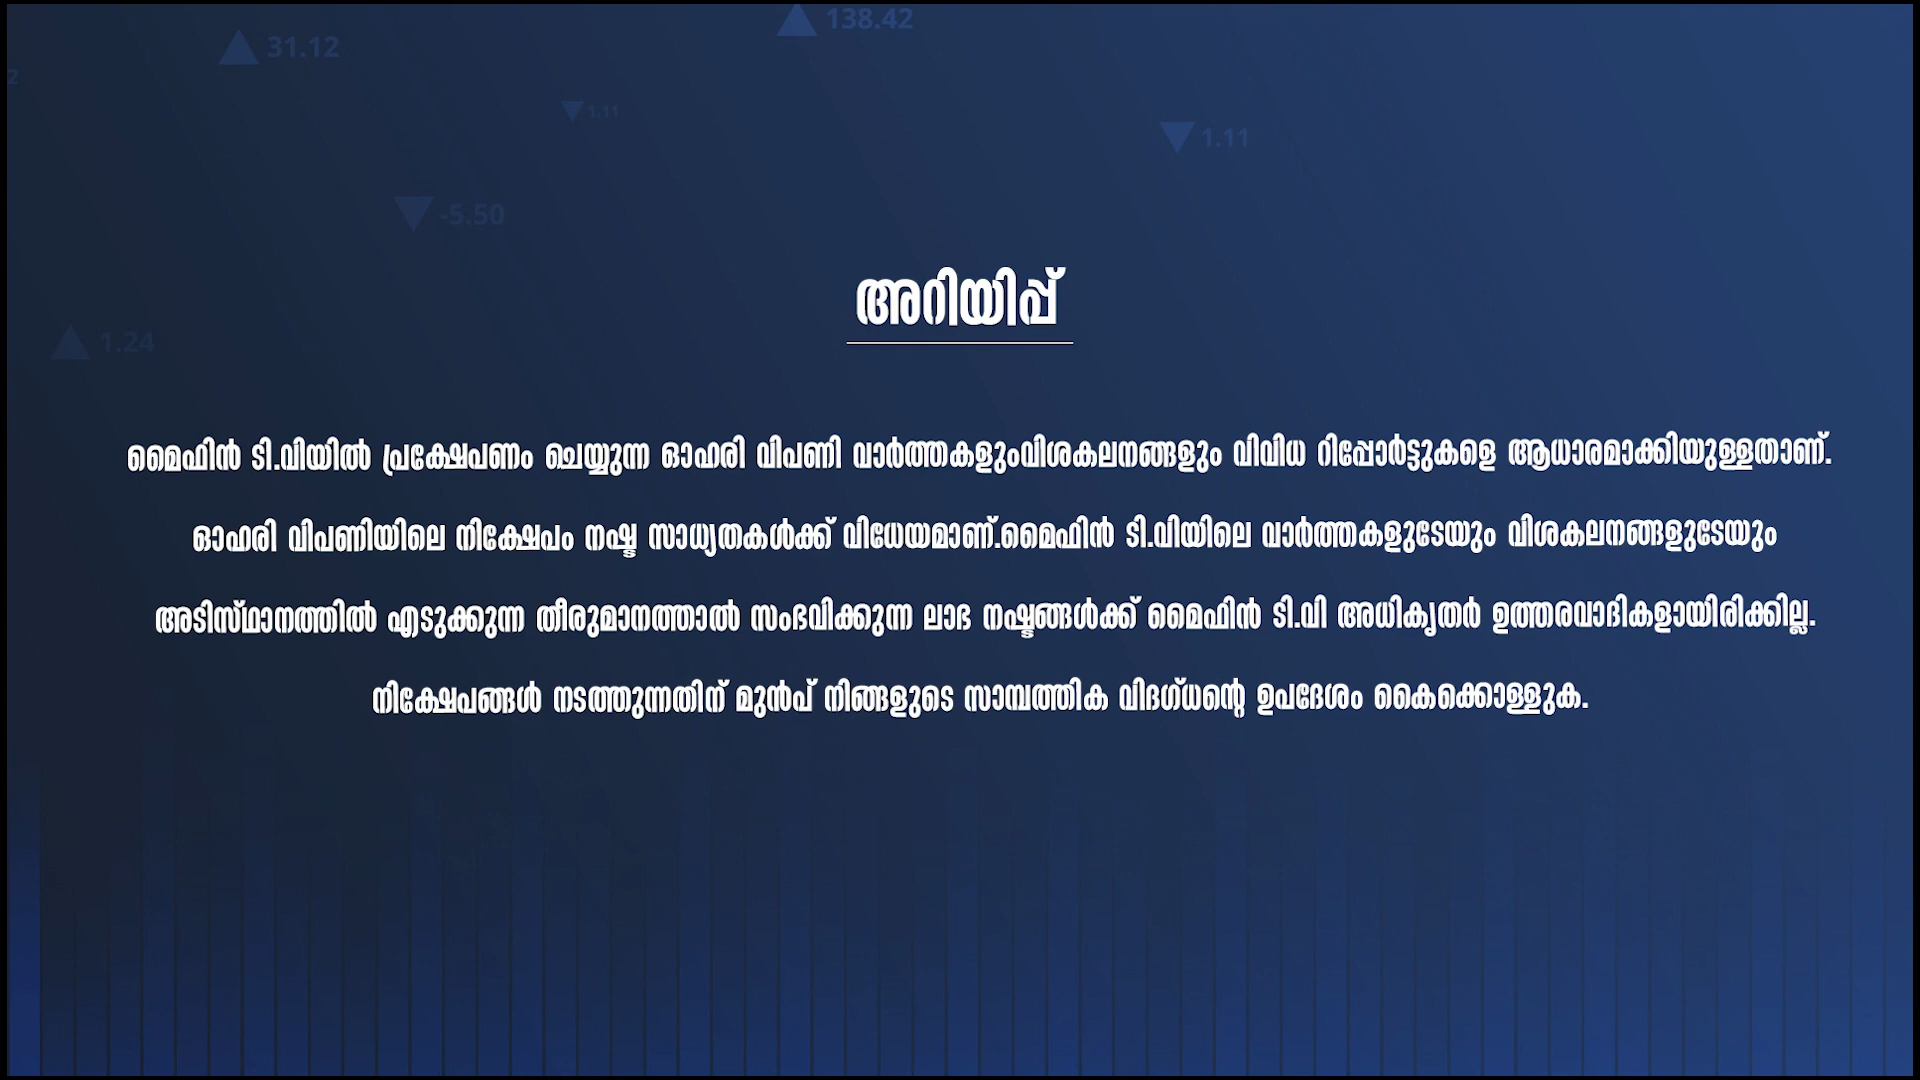 138.42
31.12
2
1.11
1.11
-5.50
അറിയിപ്പ്
1.24
മൈഫിൻ ടി.വിയിൽ പ്രക്ഷേപണം ചെയ്യുന്ന ഓഹരി വിപണി വാർത്തകളുംവിശകലനങ്ങളും വിവിധ റിപ്പോർട്ടുകളെ ആധാരമാക്കിയുള്ളതാണ്.
ഓഹരി വിപണിയിലെ നിക്ഷേപം നഷ്ട സാധ്യതകൾക്ക് വിധേയമാണ്.മൈഫിൻ ടി.വിയിലെ വാർത്തകളുടേയും വിശകലനങ്ങളുടേയും
അടിസ്ഥാനത്തിൽ എടുക്കുന്ന തീരുമാനത്താൽ സംഭവിക്കുന്ന ലാഭ നഷ്ടങ്ങൾക്ക് മൈഫിൻ ടി.വി അധികൃതർ ഉത്തരവാദികളായിരിക്കില്ല.
നിക്ഷേപങ്ങൾ നടത്തുന്നതിന് മുൻപ് നിങ്ങളുടെ സാമ്പത്തിക വിദഗ്ധന്റെ ഉപദേശം കൈക്കൊള്ളുക.